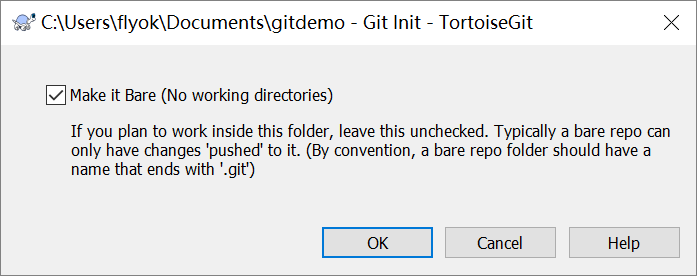 C:\Users\flyok\Documents\gitdemo - Git Init - TortoiseGit
Make it Bare (No working directories)
If you plan to work inside this folder, leave this unchecked. Typically a bare repo can
only have changes 'pushed' to it. (By convention, a bare repo folder should have a
name that ends with '.git')
OK
Cancel
Help